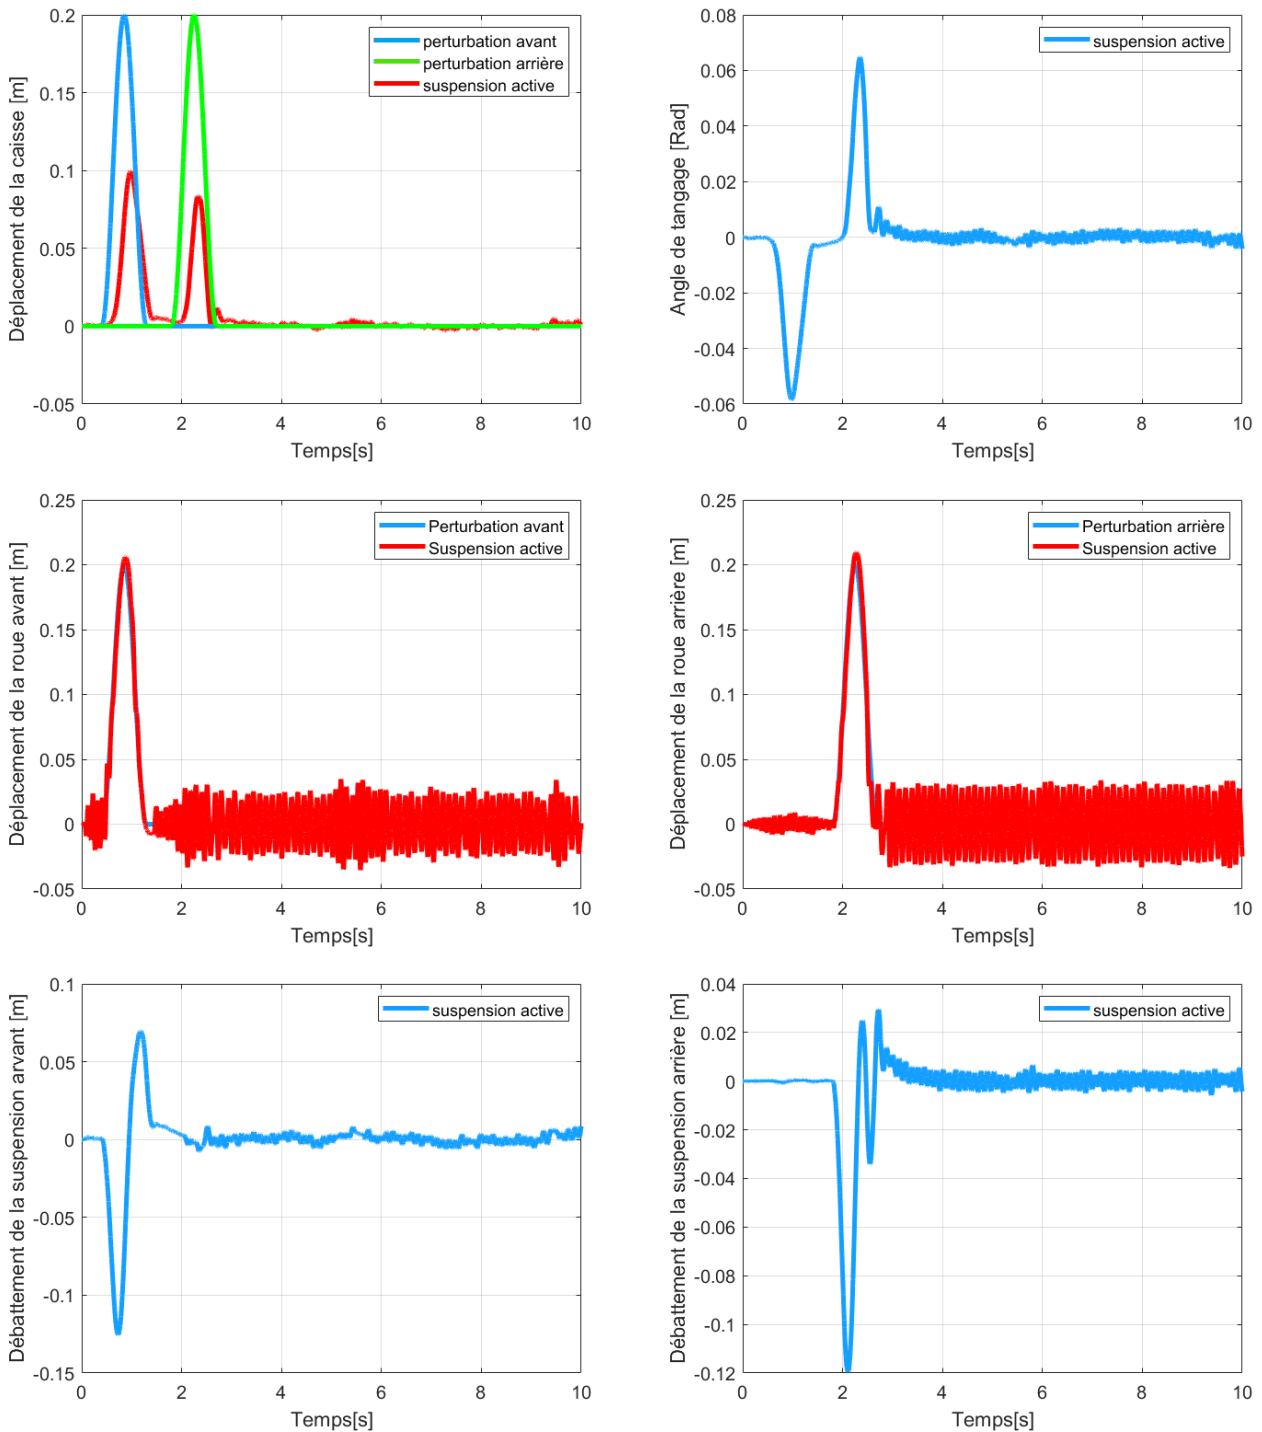 Déplacement de la caisse [m]
0.2
0.15
0.1
0.05
0
-0.05
perturbation avant
perturbation arrière
suspension active
0 2 4 6 8 10
Temps[s]
Angle de tangage [Rad]
0.08
0.06
0.04
0.02
0
-0.02
-0.04
-0.06
suspension active
0 2 4 6 8 10
Temps[s]
Déplacement de la roue avant [m]
0.25
0.2
0.15
0.1
0.05
0
-0.05
Perturbation avant
Suspension active
0 2 4 6 8 10
Temps[s]
Déplacement de la roue arrière [m]
0.25
0.2
0.15
0.1
0.05
0
-0.05
Perturbation arrière
Suspension active
0 2 4 6 8 10
Temps[s]
Débattement de la suspension arvant [m]
0.1
0.05
0
-0.05
-0.1
-0.15
suspension active
0 2 4 6 8 10
Temps[s]
Débattement de la suspension arrière [m]
0.04
0.02
0
-0.02
-0.04
-0.06
-0.08
-0.1
-0.12
suspension active
0 2 4 6 8 10
Temps[s]